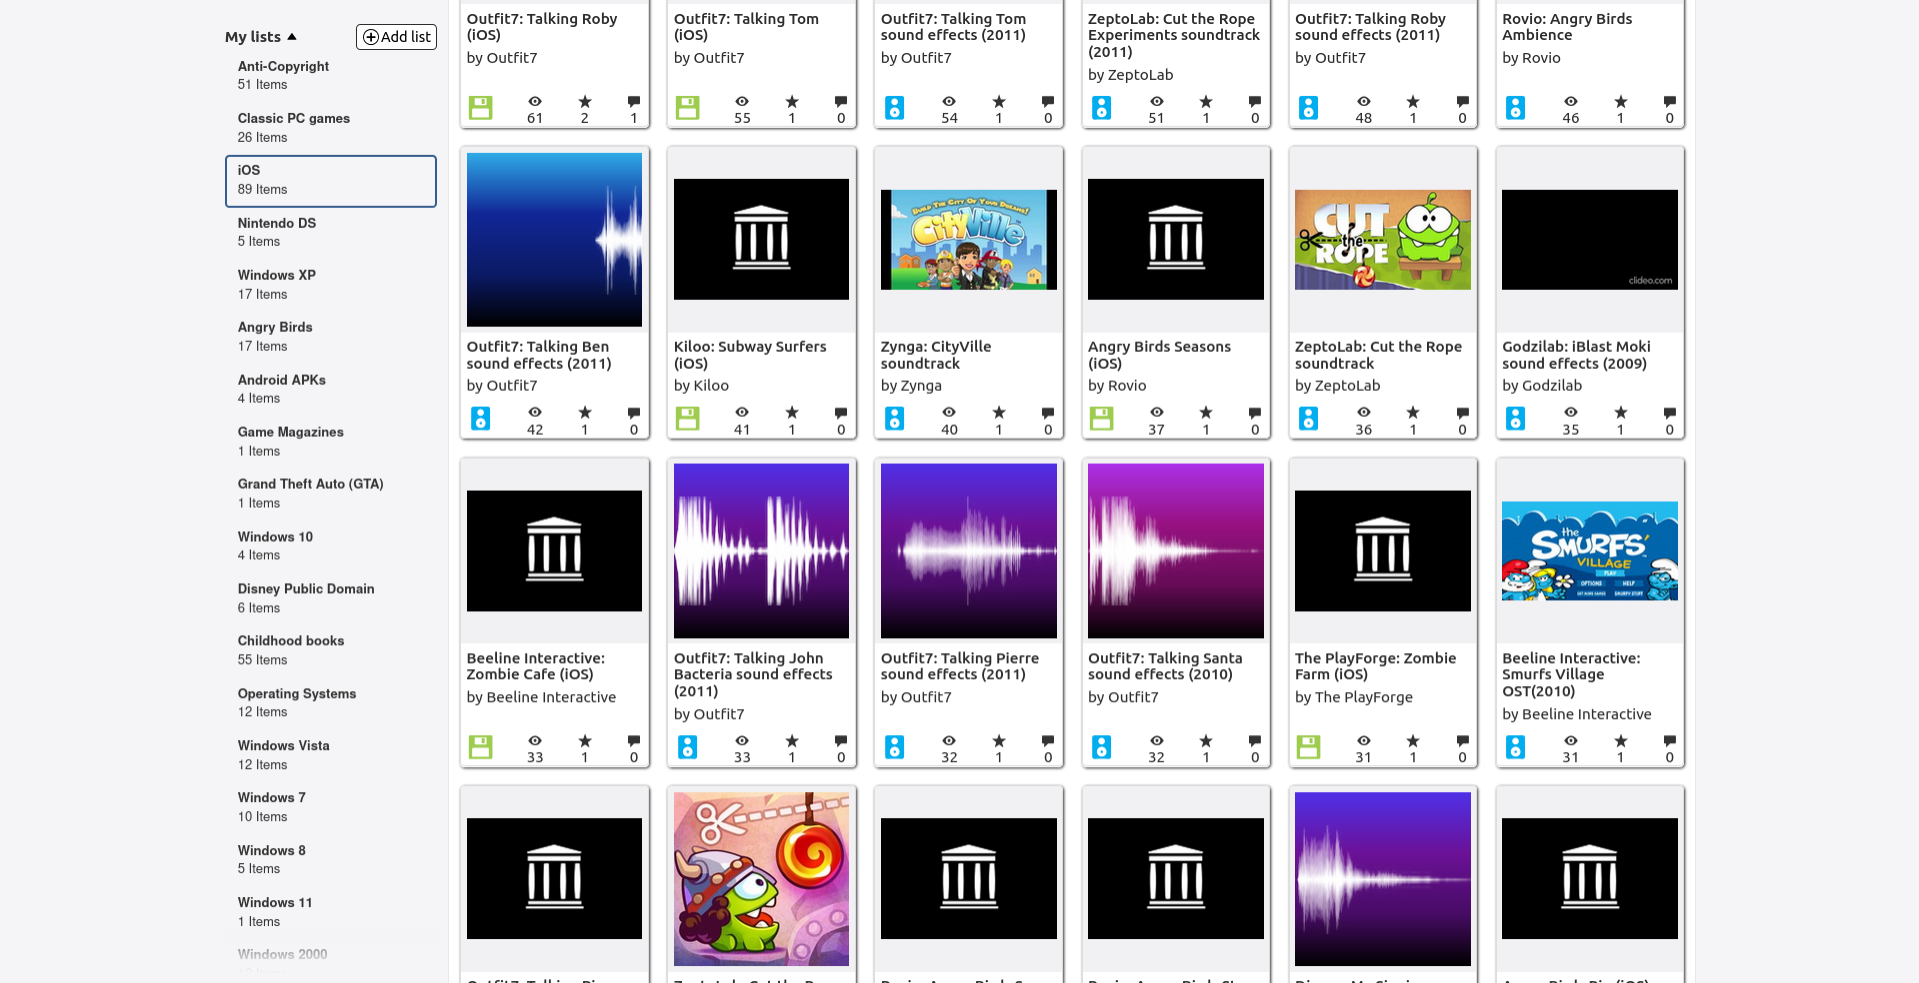 My lists
Add list
Anti-Copyright
51 Items
Classic PC games
26 Items
iOS
89 Items
Nintendo DS
5 Items
Windows XP
17 Items
Angry Birds
17 Items
Android APKs
4 Items
Game Magazines
1 Items
Grand Theft Auto (GTA)
1 Items
Windows 10
4 Items
Disney Public Domain
6 Items
Childhood books
55 Items
Operating Systems
12 Items
Windows Vista
12 Items
Windows 7
10 Items
Windows 8
5 Items
Windows 11
1 Items
Windows 2000
Outfit7: Talking Roby
(iOS)
by Outfit7
61 2 1
Outfit7: Talking Tom
(iOS)
by Outfit7
55 1 0
Outfit7: Talking Tom
sound effects (2011)
by Outfit7
54 1 0
ZeptoLab: Cut the Rope
Experiments soundtrack
(2011)
by ZeptoLab
51 1 0
Outfit7: Talking Roby
sound effects (2011)
by Outfit7
48 1 0
Rovio: Angry Birds
Ambience
by Rovio
46 1 0
Outfit7: Talking Ben
sound effects (2011)
by Outfit7
42 1 0
Kiloo: Subway Surfers
(iOS)
by Kiloo
41 1 0
Build The City Of Your Dreams!
CityVille
Zynga: CityVille
soundtrack
by Zynga
40 1 0
Angry Birds Seasons
(iOS)
by Rovio
37 1 0
CUT
the
ROPE
ZeptoLab: Cut the Rope
soundtrack
by ZeptoLab
36 1 0
clideo.com
Godzilab: iBlast Moki
sound effects (2009)
by Godzilab
35 1 0
Beeline Interactive:
Zombie Cafe (iOS)
by Beeline Interactive
33 1 0
Outfit7: Talking John
Bacteria sound effects
(2011)
by Outfit7
33 1 0
Outfit7: Talking Pierre
sound effects (2011)
by Outfit7
32 1 0
Outfit7: Talking Santa
sound effects (2010)
by Outfit7
32 1 0
The PlayForge: Zombie
Farm (iOS)
by The PlayForge
31 1 0
the
SMURFS'
VILLAGE
PLAY
OPTIONS HELP
GET MORE GAMES SMURFY STUFF
Beeline Interactive:
Smurfs Village
OST(2010)
by Beeline Interactive
31 1 0